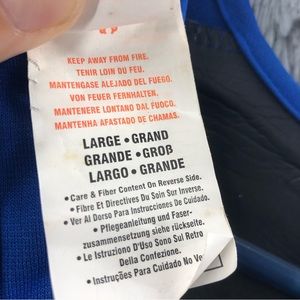 KEEP AWAY FROM FIRE.
TENIR LOIN DU FEU.
MANTENGASE ALEJADO DEL FUEGO.
VON FEUER FERNHALTEN.
MANTENERE LONTANO DAL FUOCO.
MANTENHA AFASTADO DE CHAMAS.
LARGE • GRAND
GRANDE • GROß
LARGO • GRANDE
• Care & Fiber Content On Reverse Side.
• Fibre Et Directives Du Soin Sur Inverse.
• Ver Al Dorso Para Instrucciones De Cuidado.
• Pflegeanleitung und Faser-
zusammensetzung siehe rückseite.
• Le Istruziono D'Uso Sono Sul Retro
Della Confezione.
• Instruções Para Cuidado No Ve